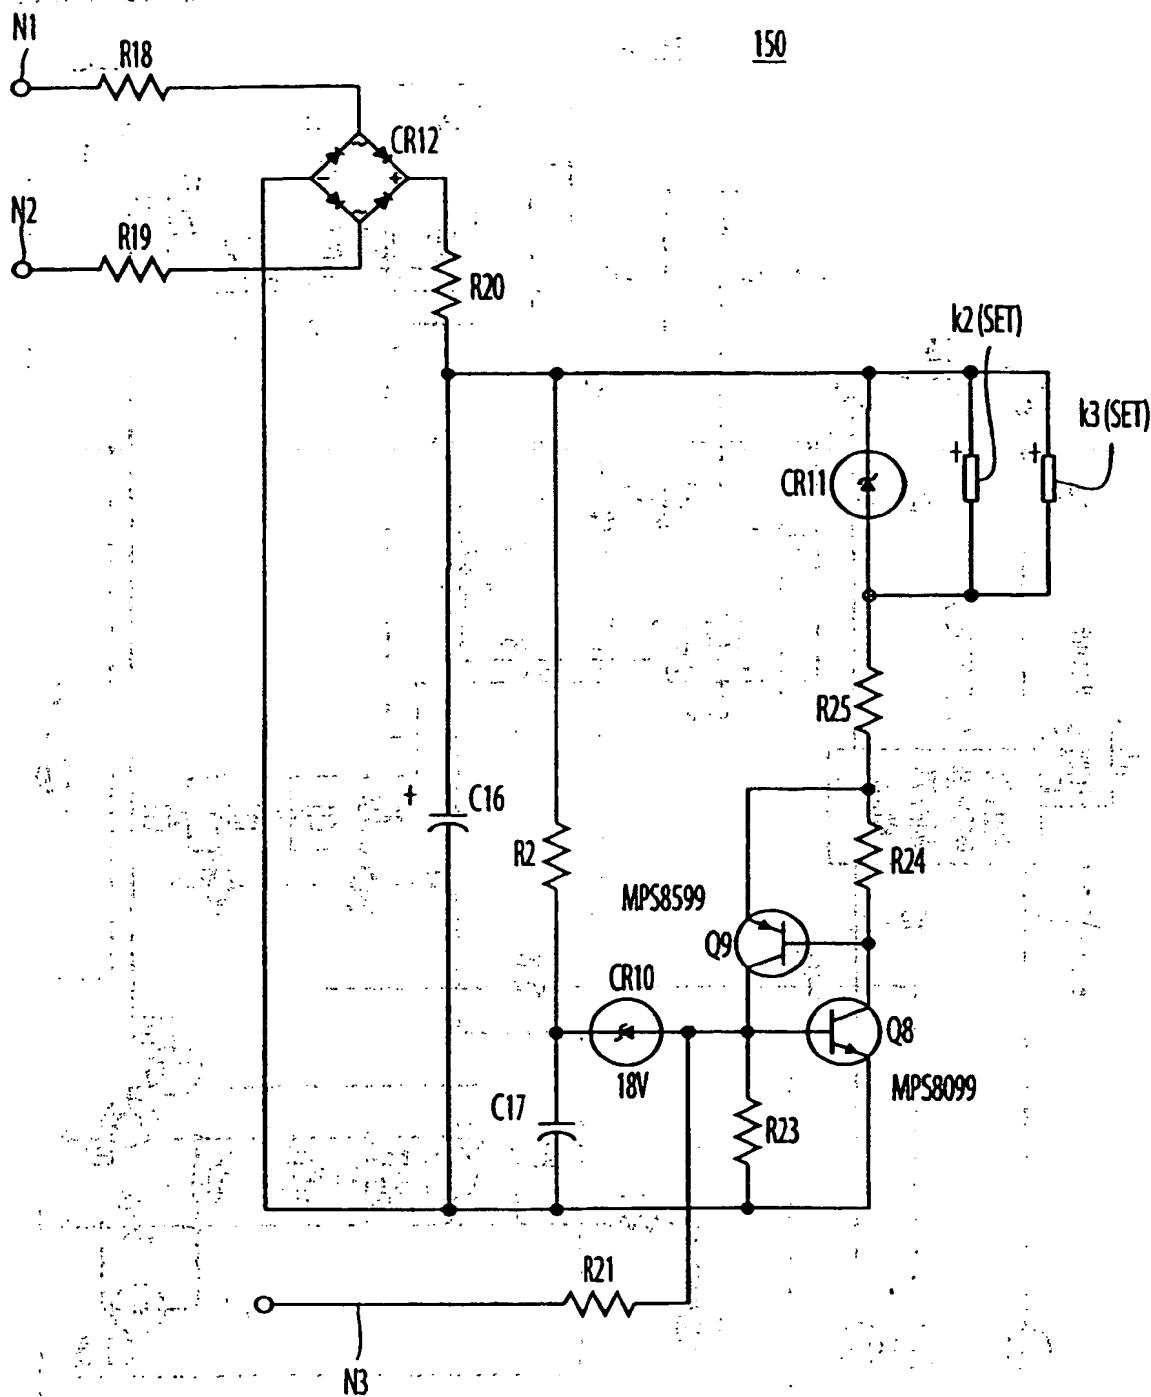 N1
R18
150
CR12
N2
R19
R20
k2 (SET)
k3 (SET)
+
+
CR11
R25
+
C16
R2
R24
MPS8599
Q9
CR10
Q8
18V
MPS8099
C17
R23
R21
N3